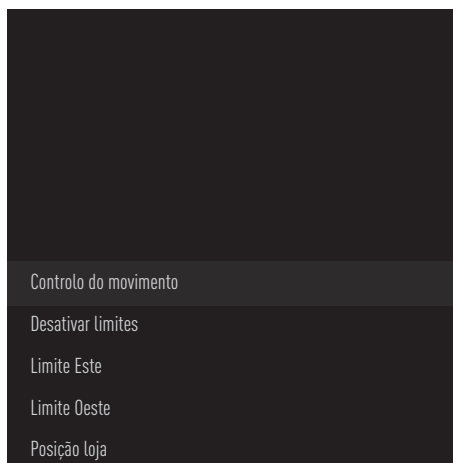 Controlo do movimento
Desativar limites
Limite Este
Limite Oeste
Posição loja